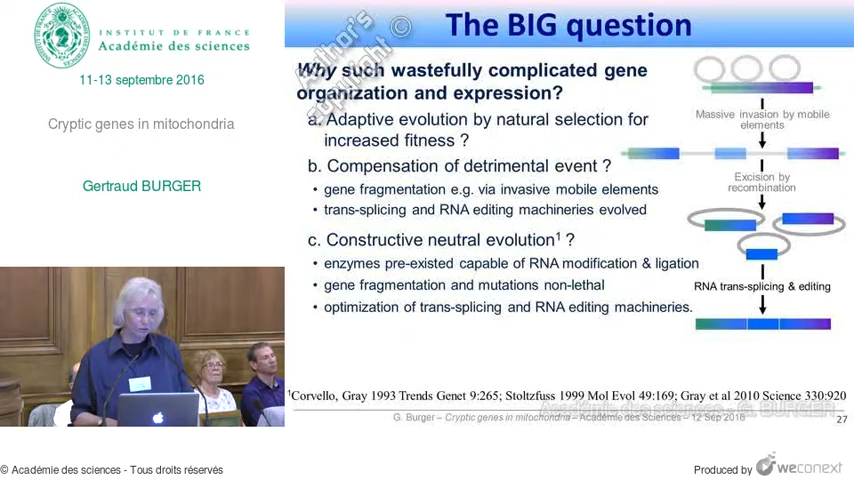 INSTITUT DE FRANCE
Académie des sciences
11-13 septembre 2016
Cryptic genes in mitochondria
Gertraud BURGER
The BIG question
Author's copyright ©
Why such wastefully complicated gene
organization and expression?
a. Adaptive evolution by natural selection for
increased fitness ?
b. Compensation of detrimental event ?
• gene fragmentation e.g. via invasive mobile elements
• trans-splicing and RNA editing machineries evolved
c. Constructive neutral evolution1 ?
• enzymes pre-existed capable of RNA modification & ligation
• gene fragmentation and mutations non-lethal
• optimization of trans-splicing and RNA editing machineries.
Massive invasion by mobile
elements
Excision by
recombination
RNA trans-splicing & editing
1Corvello, Gray 1993 Trends Genet 9:265; Stoltzfuss 1999 Mol Evol 49:169; Gray et al 2010 Science 330:920
Académie des sciences - G. BURGER
G. Burger – Cryptic genes in mitochondria – Académie des Sciences – 12 Sep 2016
27
© Académie des sciences - Tous droits réservés
Produced by
weconext